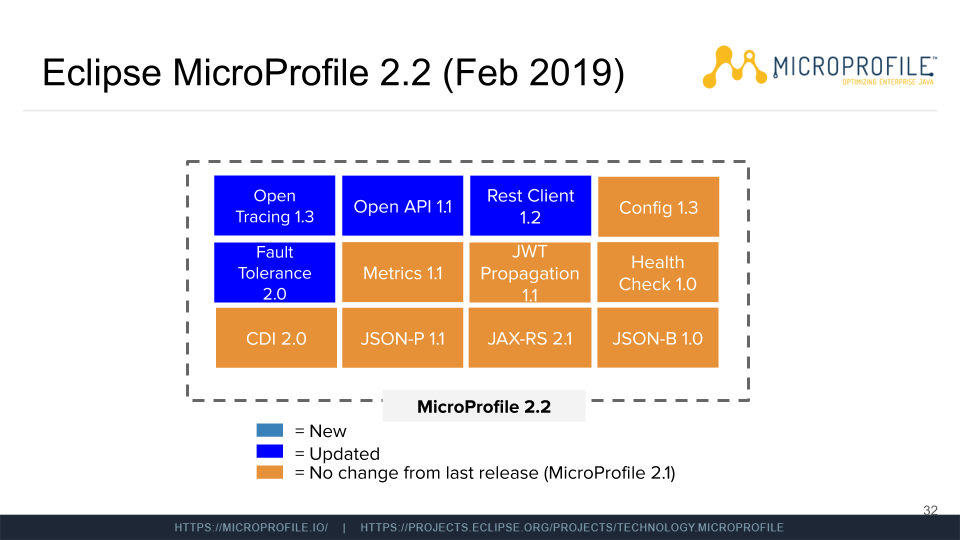 Eclipse MicroProfile 2.2 (Feb 2019)
MICROPROFILE™
OPTIMIZING ENTERPRISE JAVA
Open
Tracing 1.3
Open API 1.1
Rest Client
1.2
Config 1.3
Fault
Tolerance
2.0
Metrics 1.1
JWT
Propagation
1.1
Health
Check 1.0
CDI 2.0
JSON-P 1.1
JAX-RS 2.1
JSON-B 1.0
MicroProfile 2.2
= New
= Updated
= No change from last release (MicroProfile 2.1)
32
HTTPS://MICROPROFILE.IO/ | HTTPS://PROJECTS.ECLIPSE.ORG/PROJECTS/TECHNOLOGY.MICROPROFILE